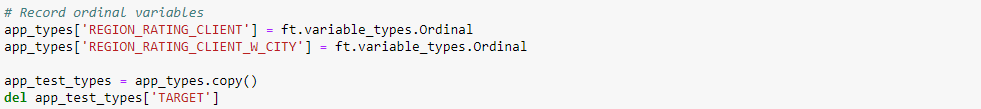 # Record ordinal variables
app_types['REGION_RATING_CLIENT'] = ft.variable_types.Ordinal
app_types['REGION_RATING_CLIENT_W_CITY'] = ft.variable_types.Ordinal
app_test_types = app_types.copy()
del app_test_types['TARGET']